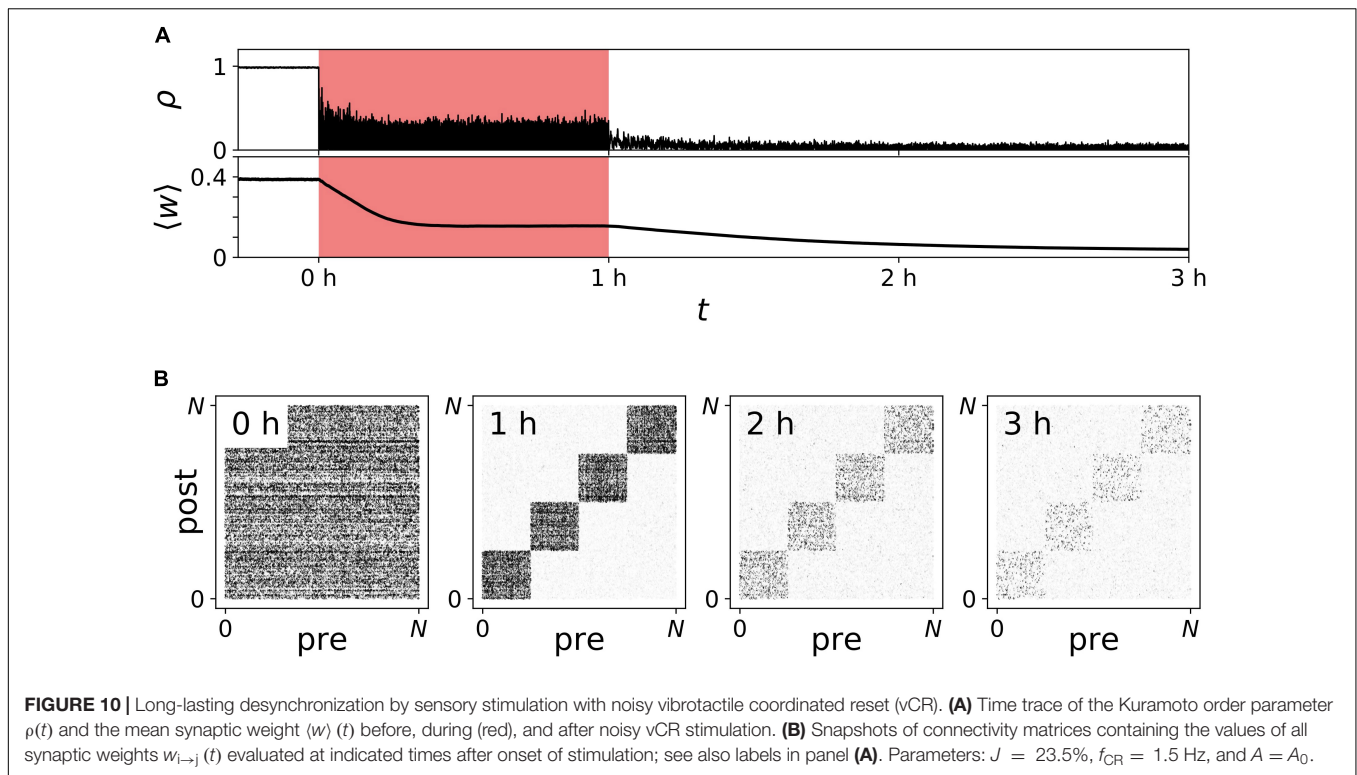 A
1
ρ
0
0.4
⟨w⟩
0
0 h 1 h 2 h 3 h
t
B
N 0 h N 1 h N 2 h N 3 h
post
0 0 0 0
0 N 0 N 0 N 0 N
pre pre pre pre
FIGURE 10 | Long-lasting desynchronization by sensory stimulation with noisy vibrotactile coordinated reset (vCR). (A) Time trace of the Kuramoto order parameter
ρ(t) and the mean synaptic weight ⟨w⟩ (t) before, during (red), and after noisy vCR stimulation. (B) Snapshots of connectivity matrices containing the values of all
synaptic weights wi→j (t) evaluated at indicated times after onset of stimulation; see also labels in panel (A). Parameters: J = 23.5%, fCR = 1.5 Hz, and A = A0.